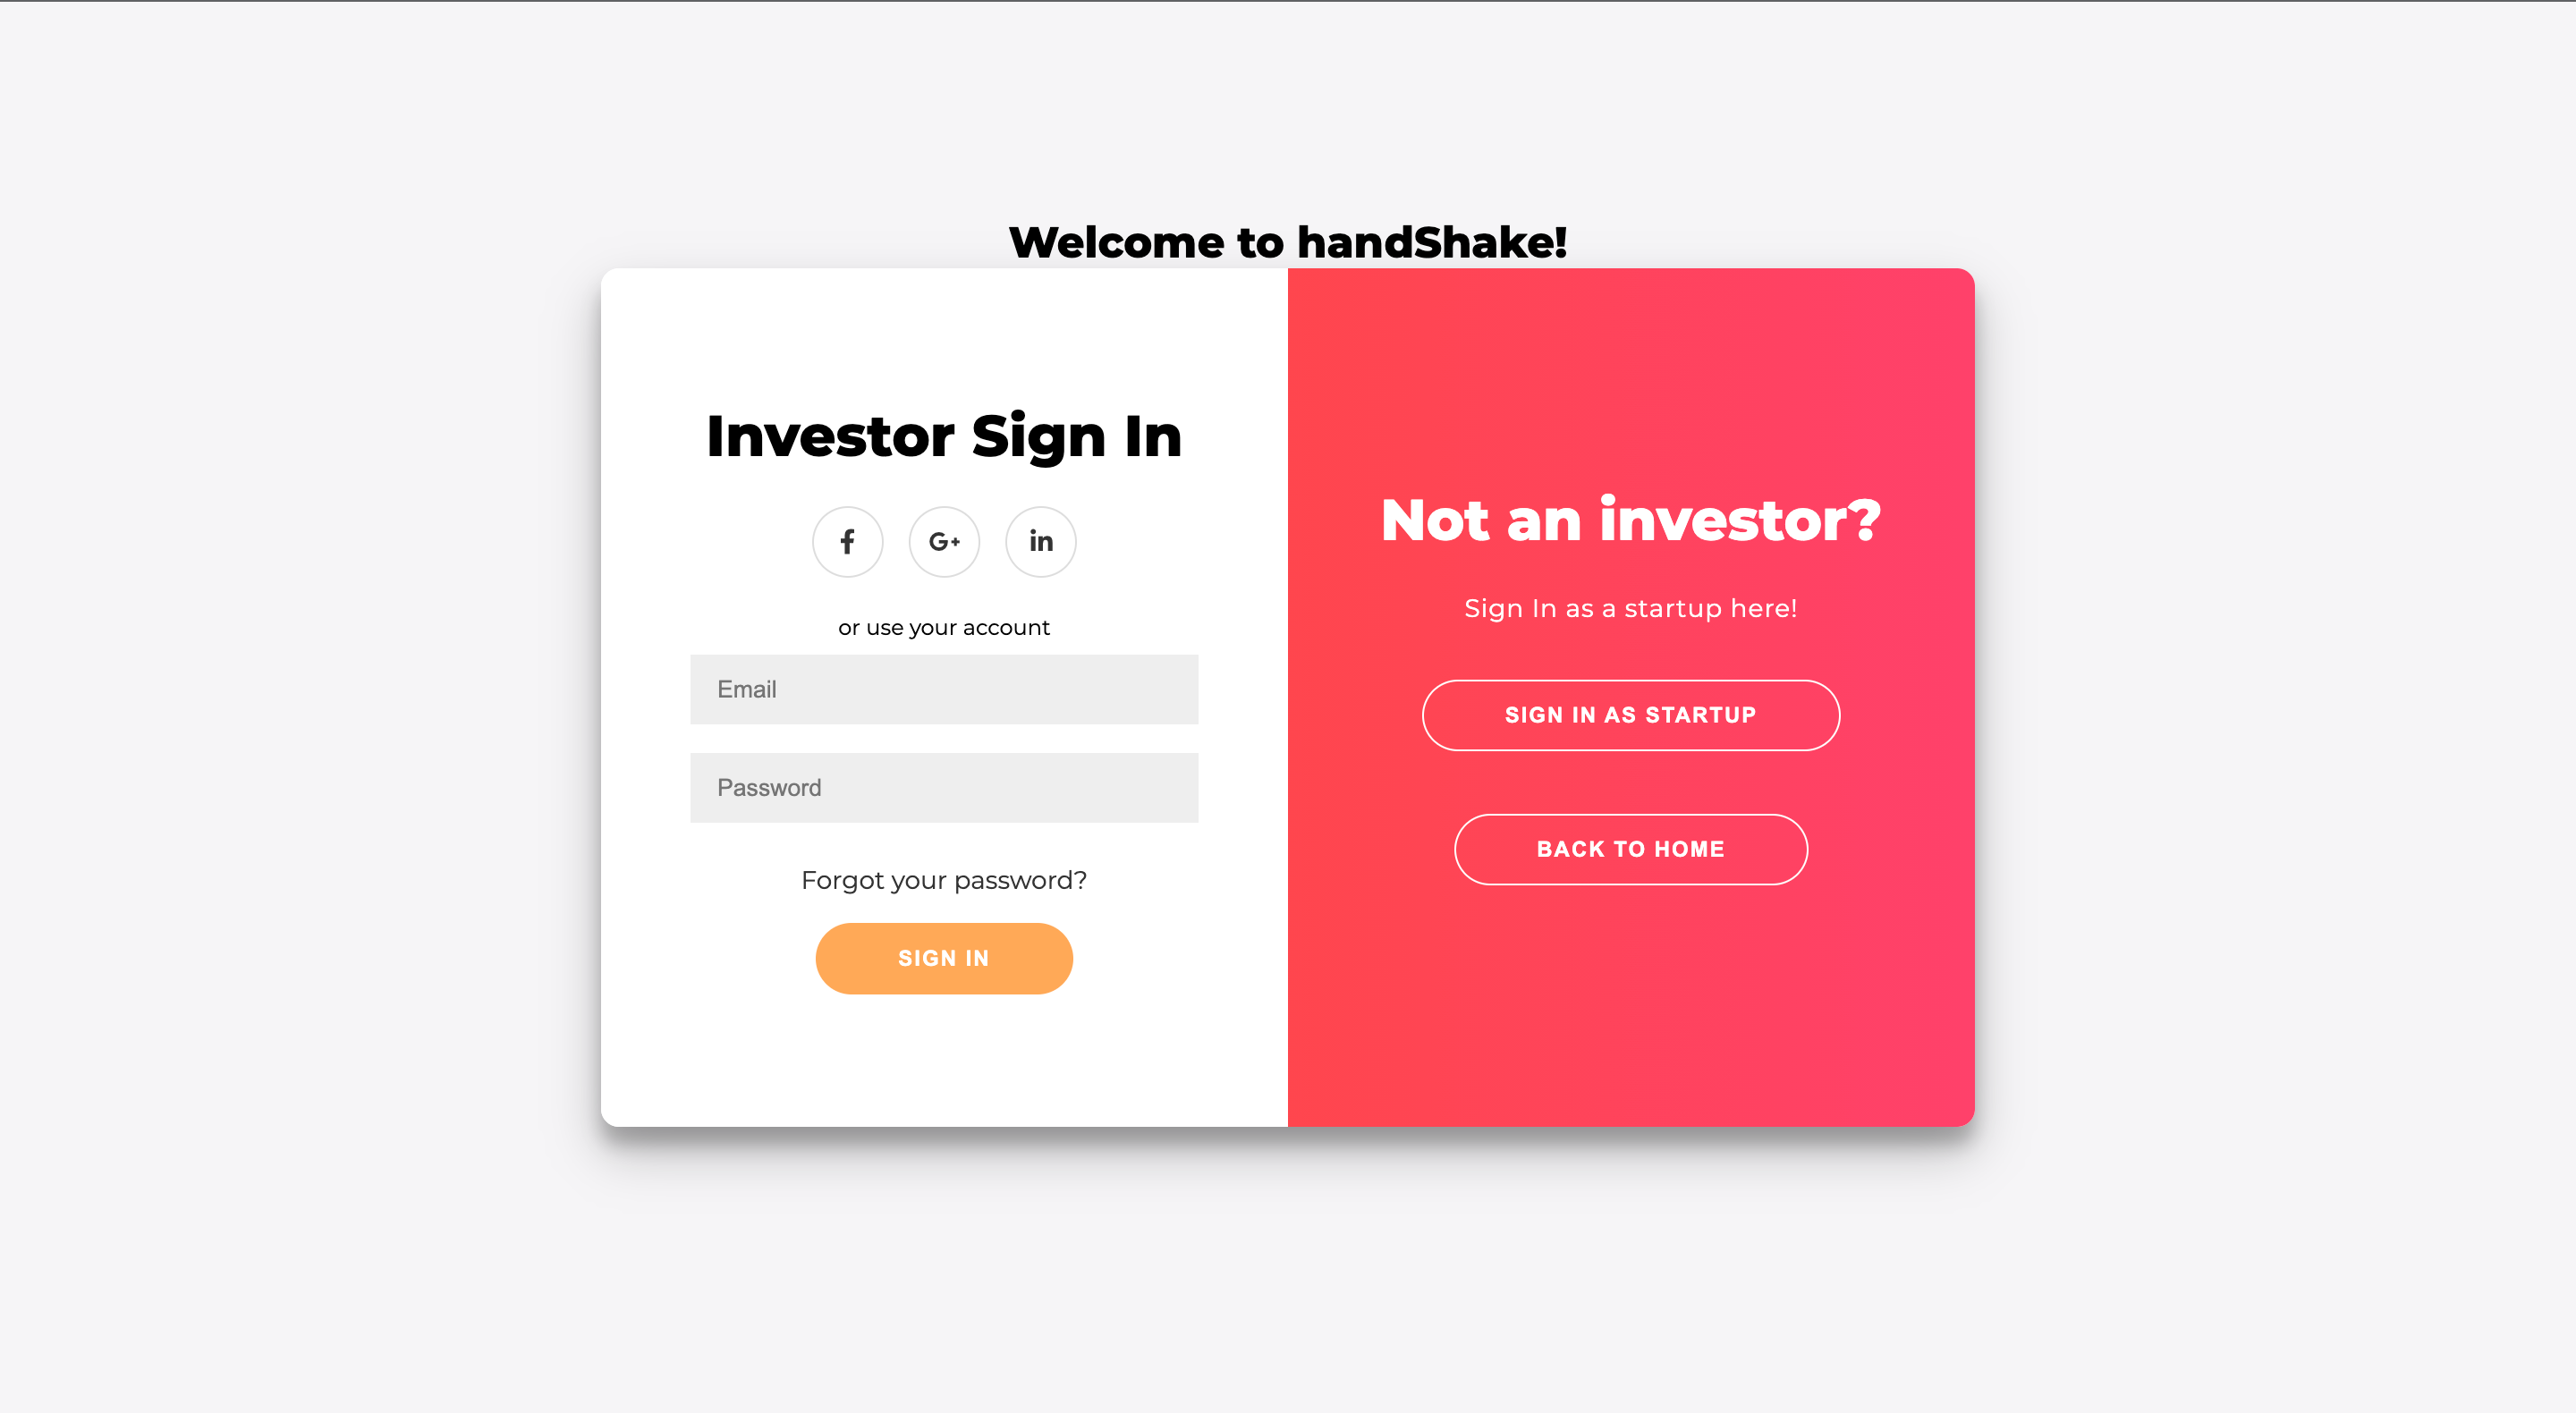 Welcome to handShake!
Investor Sign In
f
G+
in
or use your account
Email
Password
Forgot your password?
SIGN IN
Not an investor?
Sign In as a startup here!
SIGN IN AS STARTUP
BACK TO HOME